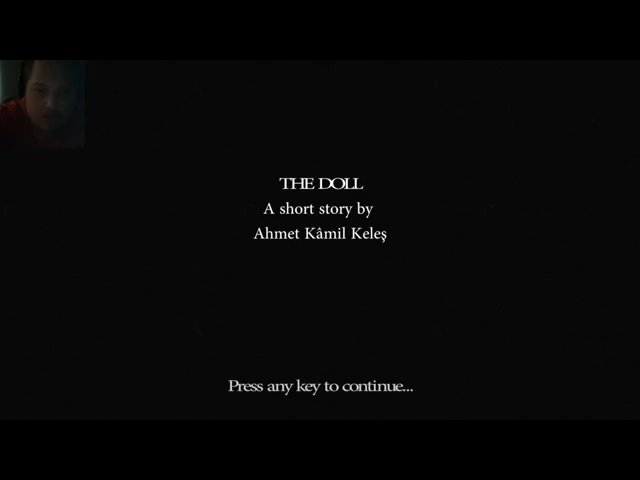 THE DOLL
A short story by
Ahmet Kâmil Keleş
Press any key to continue...